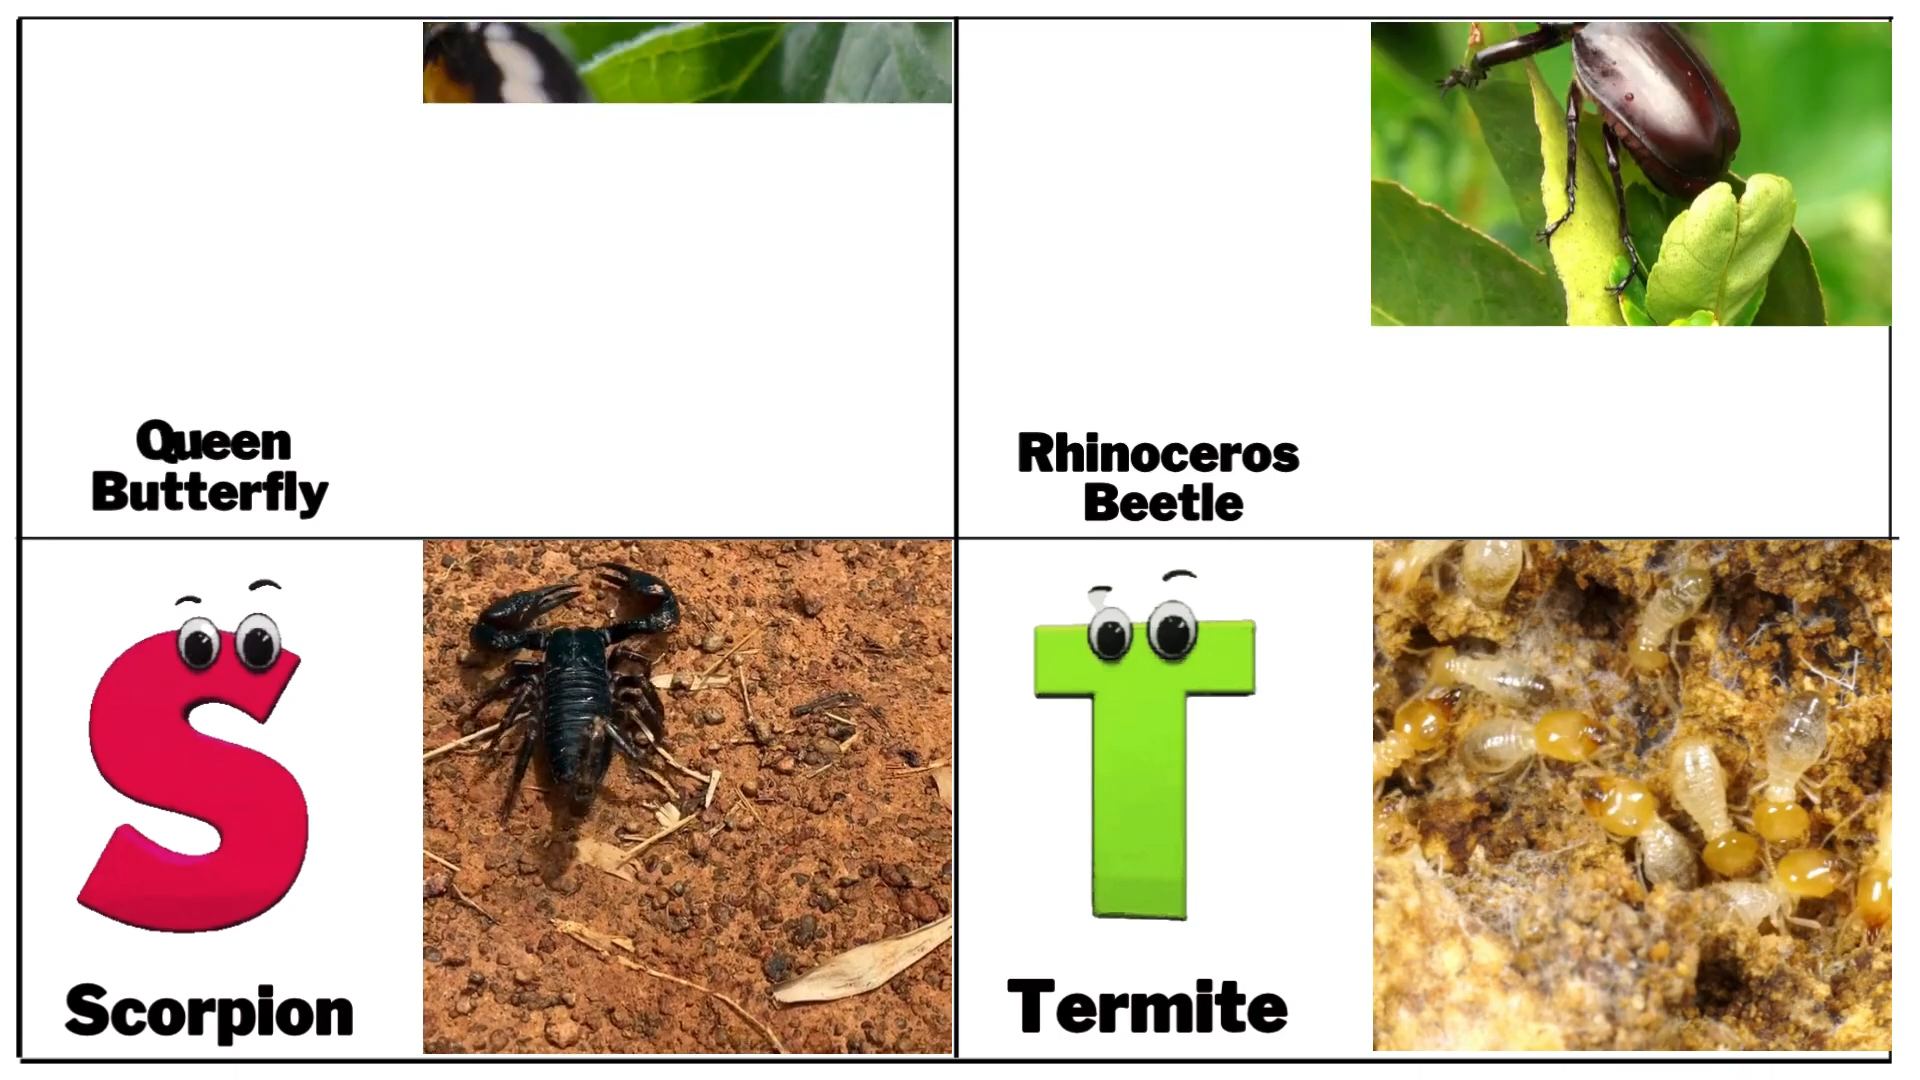 Queen
Butterfly
Rhinoceros
Beetle
S
Scorpion
T
Termite